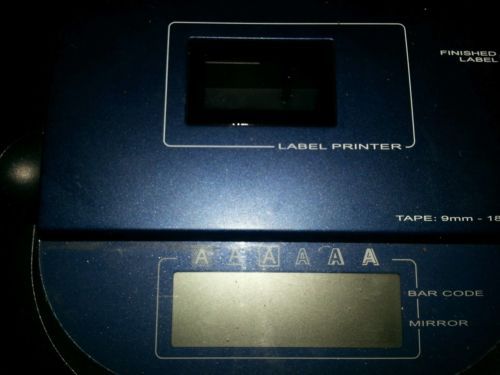 FINISHED
LABEL
LABEL PRINTER
TAPE: 9mm - 18
A A A A A A
BAR CODE
MIRROR